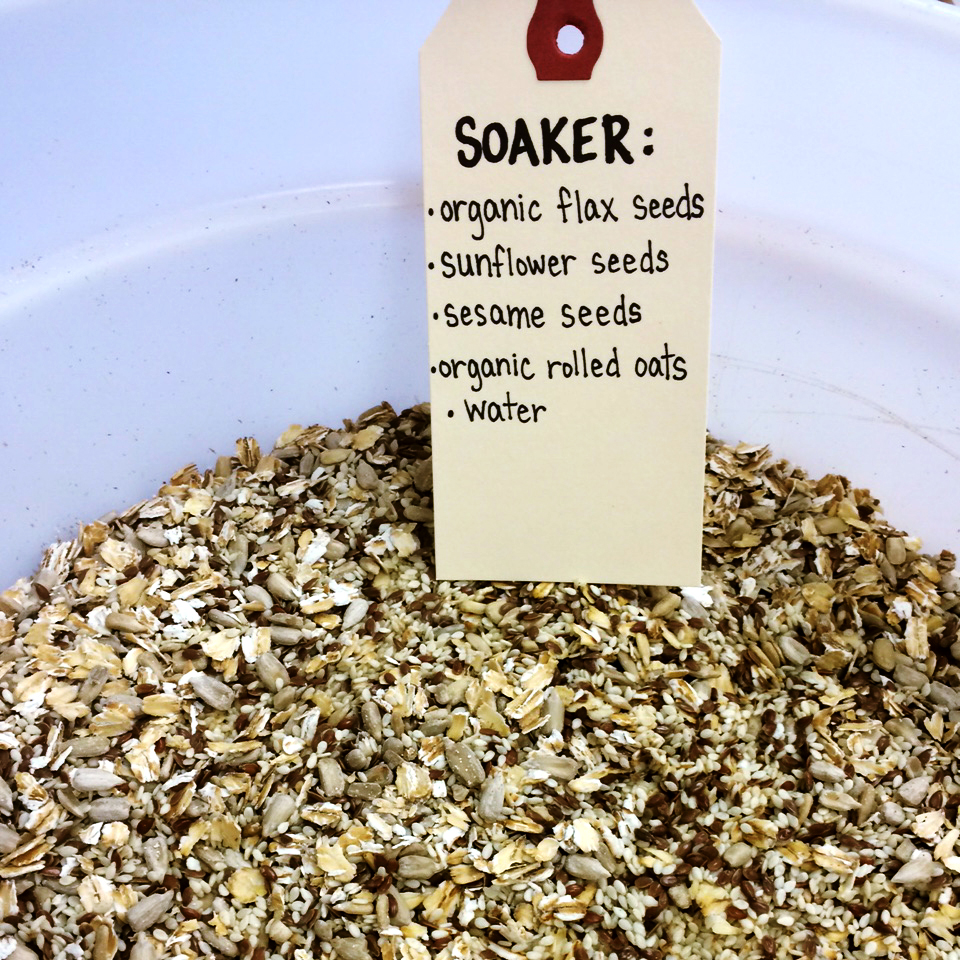 SOAKER:
• organic flax seeds
• sunflower seeds
• sesame seeds
• organic rolled oats
• water